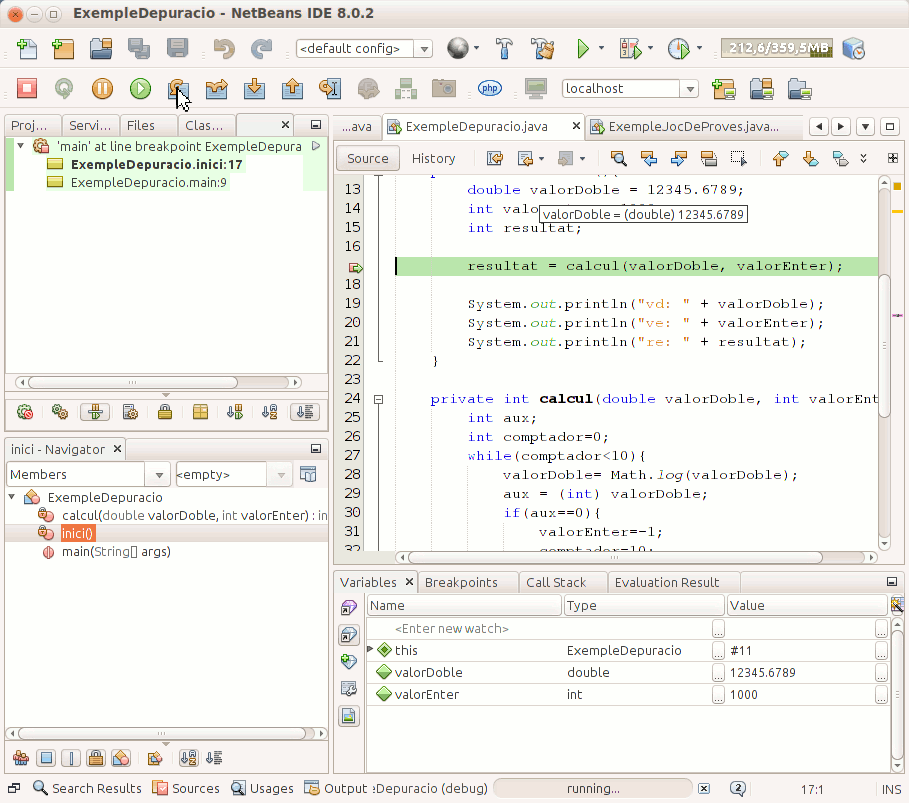 ExempleDepuracio - NetBeans IDE 8.0.2
<default config>
212,6/359,5MB
php
localhost
Proj... Servi... Files Clas...
...ava ExempleDepuracio.java ExempleJocDeProves.java...
'main' at line breakpoint ExempleDepura
ExempleDepuracio.inici:17
ExempleDepuracio.main:9
Source History
13 double valorDoble = 12345.6789;
14 int
valorDoble = (double) 12345.6789
15 int resultat;
16
resultat = calcul(valorDoble, valorEnter);
18
19 System.out.println("vd: " + valorDoble);
20 System.out.println("ve: " + valorEnter);
21 System.out.println("re: " + resultat);
22 }
23
24 private int calcul(double valorDoble, int valorEnt
25 int aux;
26 int comptador=0;
27 while(comptador<10){
28 valorDoble= Math.log(valorDoble);
29 aux = (int) valorDoble;
30 if(aux==0){
31 valorEnter=-1;
32 comptador=10;
inici - Navigator
Members <empty>
ExempleDepuracio
calcul(double valorDoble, int valorEnter) : in
inici()
main(String[] args)
Variables Breakpoints Call Stack Evaluation Result
Name Type Value
<Enter new watch>
this ExempleDepuracio #11
valorDoble double 12345.6789
valorEnter int 1000
Search Results Sources Usages Output :eDepuracio (debug) running... 2 17:1 INS